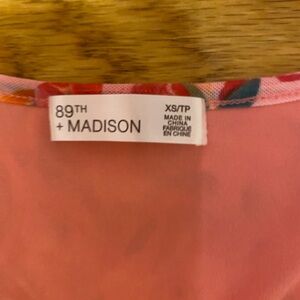 89TH
+ MADISON
XS/TP
MADE IN
CHINA
FABRIQUÉ
EN CHINE